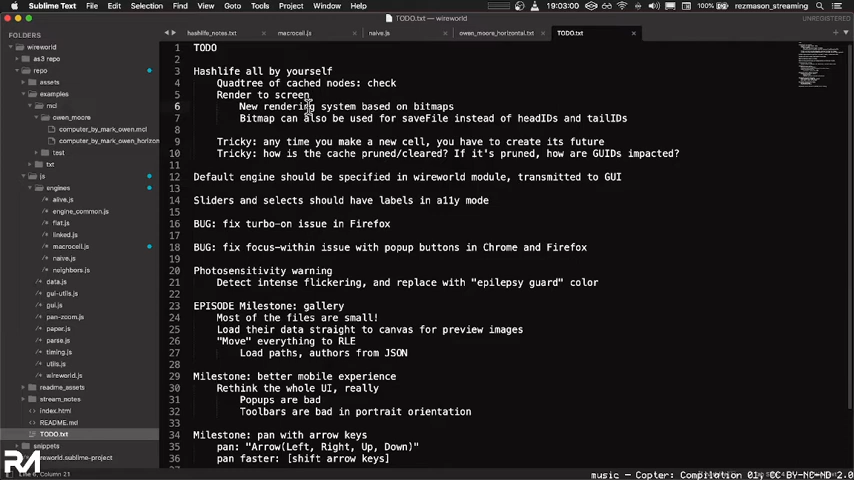 Sublime Text File Edit Selection Find View Goto Tools Project Window Help 100% 19:03:00 rezmason_streaming
TODO.txt — wireworld
UNREGISTERED
FOLDERS
hashlife_notes.txt
macrocell.js
naive.js
owen_moore_horizontal.txt
TODO.txt
wireworld
as3 repo
repo
assets
examples
mcl
owen_moore
computer_by_mark_owen.mcl
computer_by_mark_owen_horizon
test
txt
js
engines
alive.js
engine_common.js
flat.js
linked.js
macrocell.js
naive.js
neighbors.js
data.js
gui-utils.js
gui.js
pan-zoom.js
paper.js
parse.js
timing.js
utils.js
wireworld.js
readme_assets
stream_notes
index.html
README.md
TODO.txt
snippets
wireworld.sublime-project
1 TODO
2
3 Hashlife all by yourself
4 Quadtree of cached nodes: check
5 Render to screen
6 New rendering system based on bitmaps
7 Bitmap can also be used for saveFile instead of headIDs and tailIDs
8
9 Tricky: any time you make a new cell, you have to create its future
10 Tricky: how is the cache pruned/cleared? If it's pruned, how are GUIDs impacted?
11
12 Default engine should be specified in wireworld module, transmitted to GUI
13
14 Sliders and selects should have labels in a11y mode
15
16 BUG: fix turbo-on issue in Firefox
17
18 BUG: fix focus-within issue with popup buttons in Chrome and Firefox
19
20 Photosensitivity warning
21 Detect intense flickering, and replace with "epilepsy guard" color
22
23 EPISODE Milestone: gallery
24 Most of the files are small!
25 Load their data straight to canvas for preview images
26 "Move" everything to RLE
27 Load paths, authors from JSON
28
29 Milestone: better mobile experience
30 Rethink the whole UI, really
31 Popups are bad
32 Toolbars are bad in portrait orientation
33
34 Milestone: pan with arrow keys
35 pan: "Arrow(Left, Right, Up, Down)"
36 pan faster: [shift arrow keys]
Line 6, Column 21
music - Copter: Compilation 01, CC BY-NC-ND 2.0